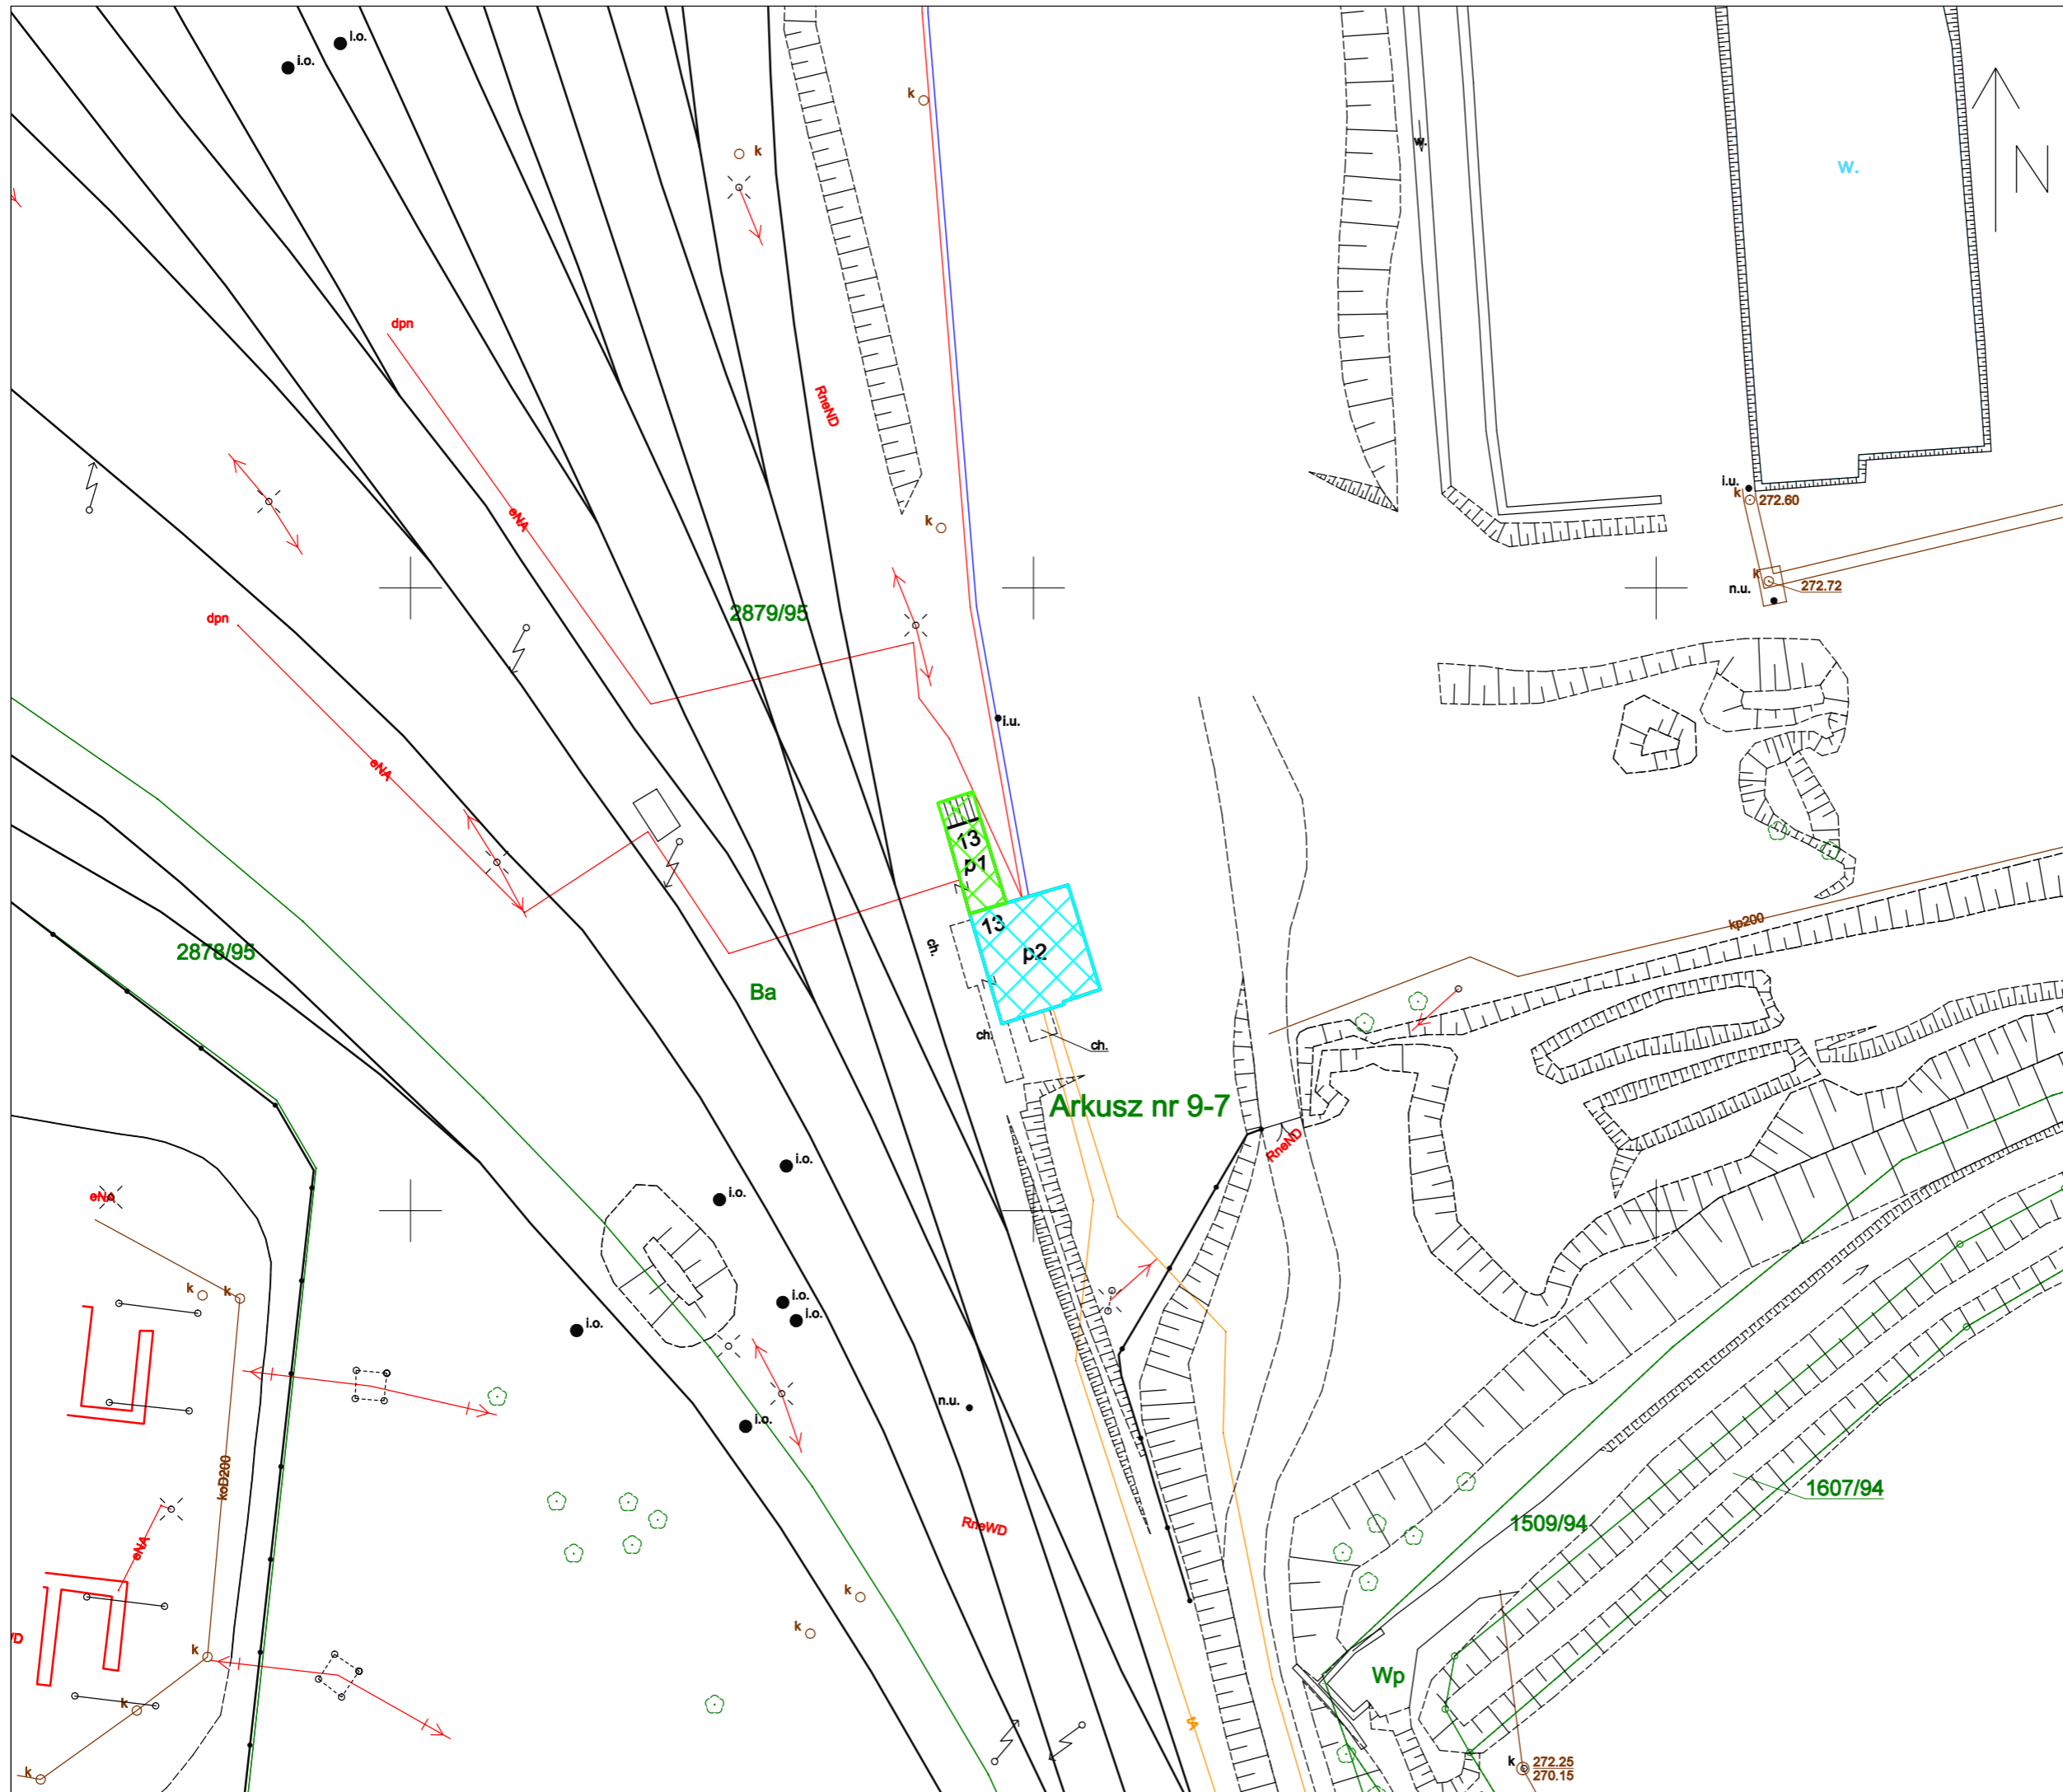 i.o.
i.o.
k
k
w.
w.
N
dpn
RneND
eNA
k
i.u.
k
272.60
k
272.72
n.u.
2879/95
dpn
i.u.
eNA
13
p1
13
p2
ch.
kp200
2878/95
Ba
ch.
ch.
Arkusz nr 9-7
RneND
i.o.
i.o.
eNA
k
k
i.o.
i.o.
i.o.
n.u.
i.o.
koD200
1607/94
RneWD
1509/94
eNA
k
k
k
Wp
k
tA
k
272.25
270.15
k